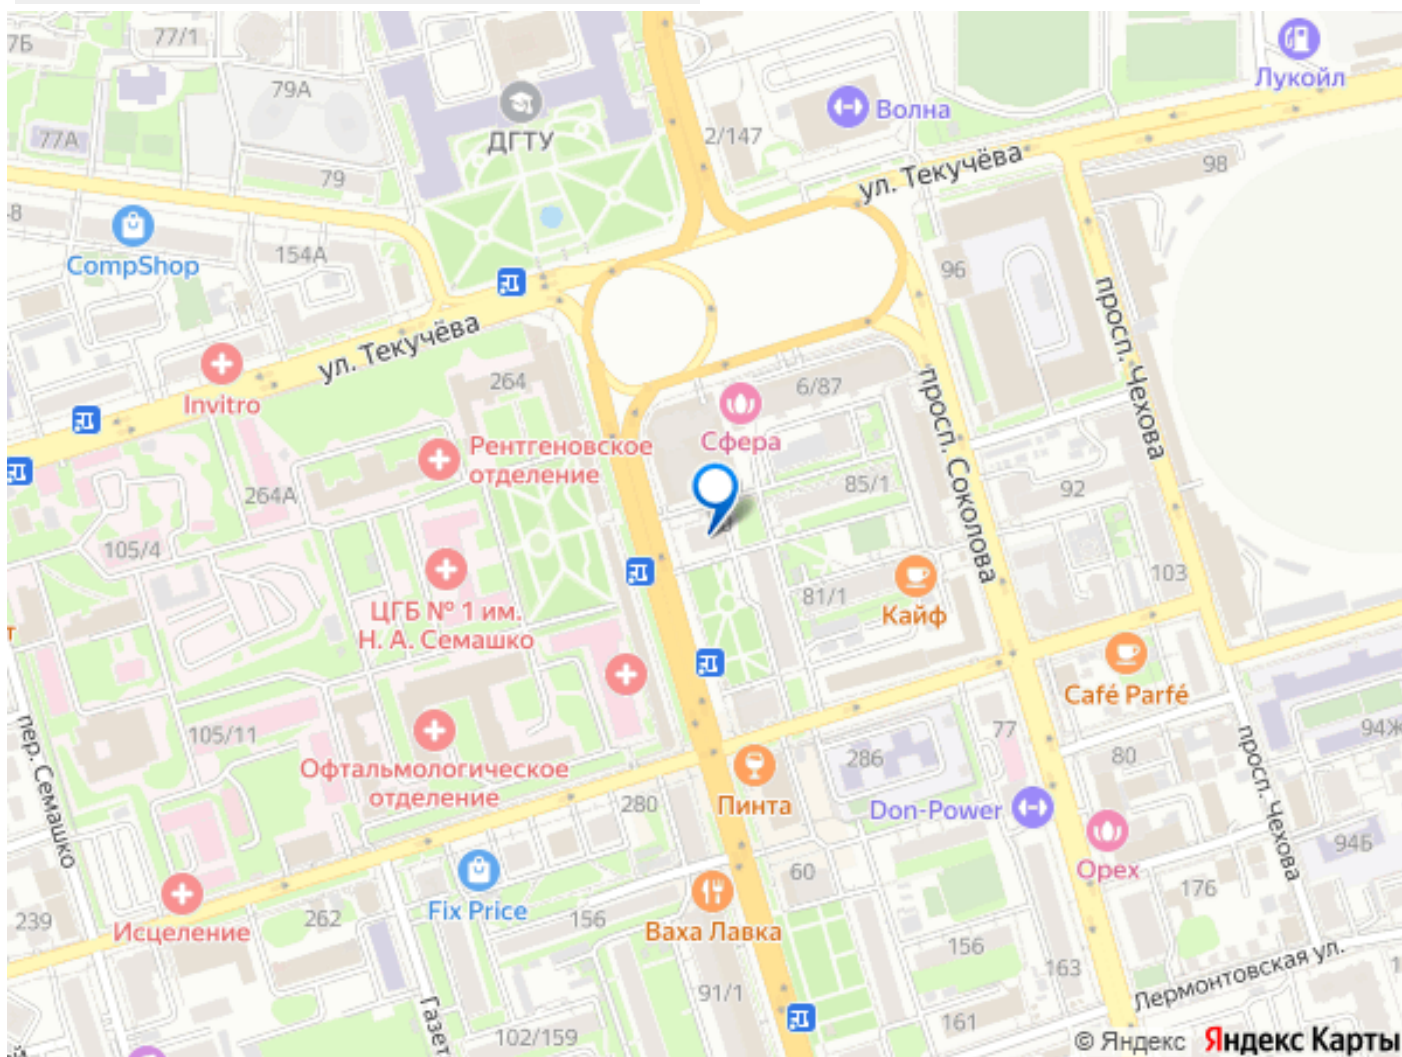 7Б
77/1
79А
77А
79
ДГТУ
2/147
Волна
Лукойл
ул. Текучёва
98
CompShop
154А
96
ул. Текучёва
Invitro
264
6/87
Сфера
просп. Соколова
просп. Чехова
Рентгеновское
отделение
264А
85/1
92
105/4
ЦГБ № 1 им.
Н. А. Семашко
81/1
Кайф
103
Café Parfé
пер. Семашко
105/11
Офтальмологическое
отделение
280
Пинта
286
77
80
94Ж
просп. Чехова
Don-Power
Орех
94Б
Fix Price
60
176
239
Исцеление
262
156
Ваха Лавка
156
163
Лермонтовская ул.
91/1
102/159
161
© Яндекс Яндекс Карты